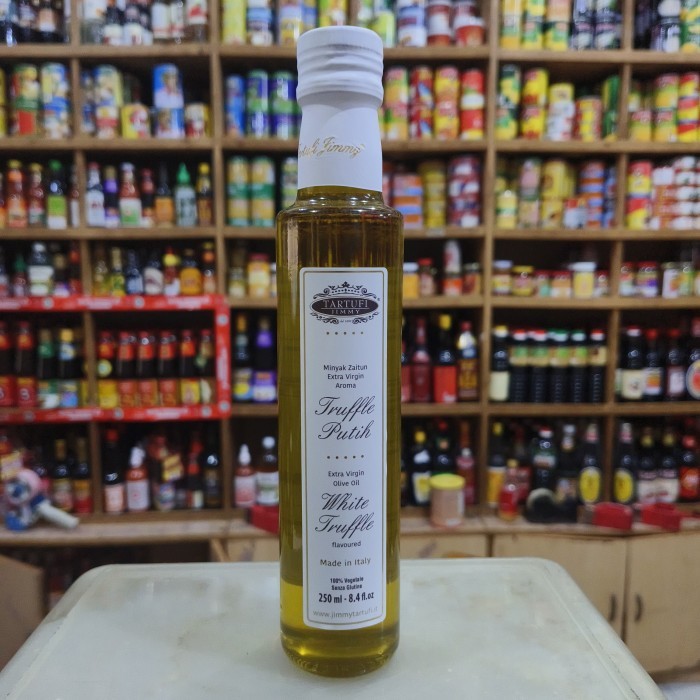 Jimmy
TARTUFI
JIMMY
Minyak Zaitun
Extra Virgin
Aroma
Truffle
Putih
Extra Virgin
Olive Oil
White
Truffle
flavoured
Made in Italy
100% Vegetale
Senza Glutine
250 ml - 8.4 fl.oz
www.jimmytartufi.it